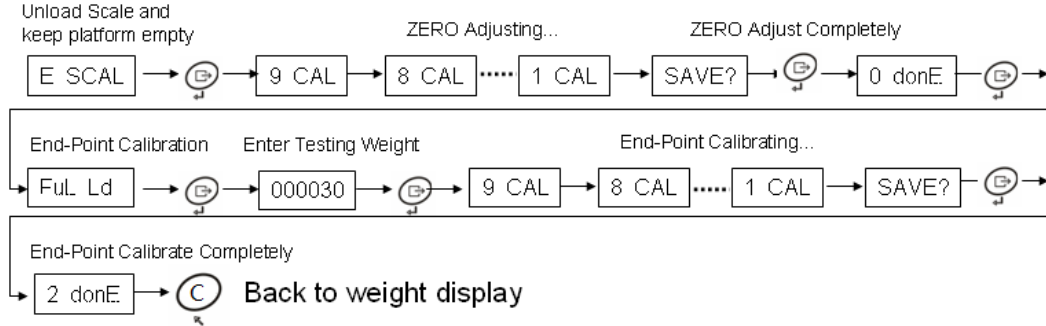 Unload Scale and
keep platform empty
ZERO Adjusting...
ZERO Adjust Completely
E SCAL
9 CAL
8 CAL
1 CAL
SAVE?
0 donE
End-Point Calibration
Enter Testing Weight
End-Point Calibrating...
FuL Ld
000030
9 CAL
8 CAL
1 CAL
SAVE?
End-Point Calibrate Completely
2 donE
C
Back to weight display